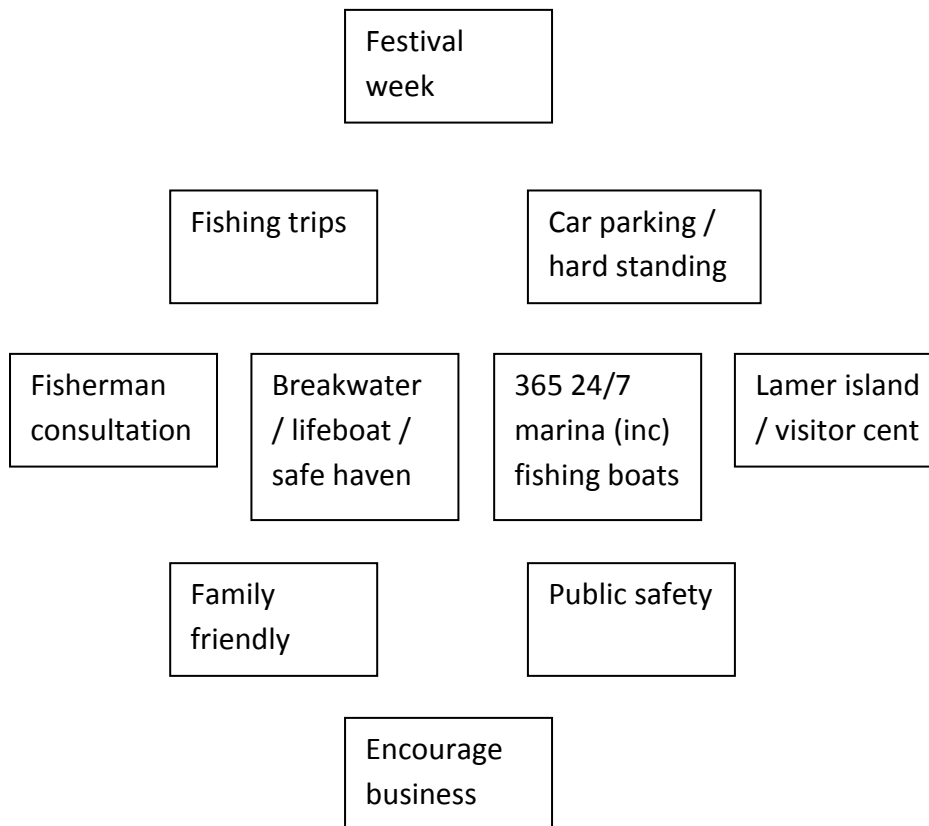 Festival
week
Fishing trips
Car parking /
hard standing
Fisherman
consultation
Breakwater
/ lifeboat /
safe haven
365 24/7
marina (inc)
fishing boats
Lamer island
/ visitor cent
Family
friendly
Public safety
Encourage
business